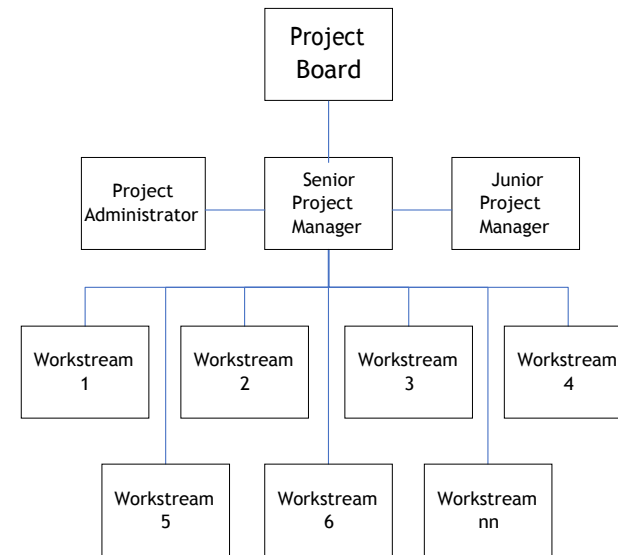 Project
Board
Project
Administrator
Senior
Project
Manager
Junior
Project
Manager
Workstream
1
Workstream
2
Workstream
3
Workstream
4
Workstream
5
Workstream
6
Workstream
nn